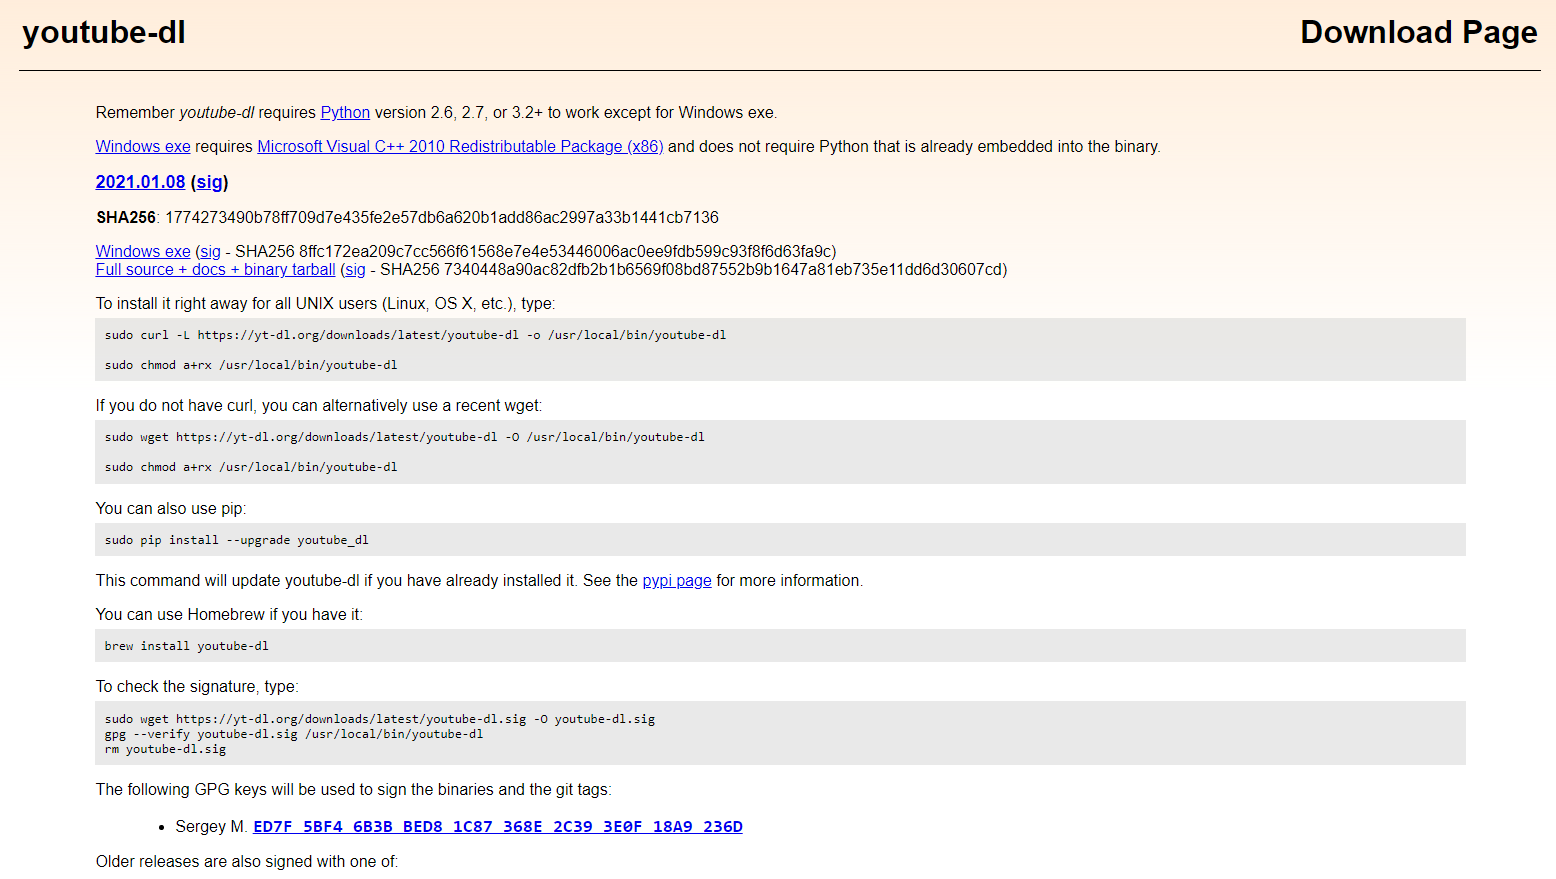 youtube-dl
Download Page
Remember youtube-dl requires Python version 2.6, 2.7, or 3.2+ to work except for Windows exe.
Windows exe requires Microsoft Visual C++ 2010 Redistributable Package (x86) and does not require Python that is already embedded into the binary.
2021.01.08 (sig)
SHA256: 1774273490b78ff709d7e435fe2e57db6a620b1add86ac2997a33b1441cb7136
Windows exe (sig - SHA256 8ffc172ea209c7cc566f61568e7e4e53446006ac0ee9fdb599c93f8f6d63fa9c)
Full source + docs + binary tarball (sig - SHA256 7340448a90ac82dfb2b1b6569f08bd87552b9b1647a81eb735e11dd6d30607cd)
To install it right away for all UNIX users (Linux, OS X, etc.), type:
sudo curl -L https://yt-dl.org/downloads/latest/youtube-dl -o /usr/local/bin/youtube-dl
sudo chmod a+rx /usr/local/bin/youtube-dl
If you do not have curl, you can alternatively use a recent wget:
sudo wget https://yt-dl.org/downloads/latest/youtube-dl -O /usr/local/bin/youtube-dl
sudo chmod a+rx /usr/local/bin/youtube-dl
You can also use pip:
sudo pip install --upgrade youtube_dl
This command will update youtube-dl if you have already installed it. See the pypi page for more information.
You can use Homebrew if you have it:
brew install youtube-dl
To check the signature, type:
sudo wget https://yt-dl.org/downloads/latest/youtube-dl.sig -O youtube-dl.sig
gpg --verify youtube-dl.sig /usr/local/bin/youtube-dl
rm youtube-dl.sig
The following GPG keys will be used to sign the binaries and the git tags:
• Sergey M. ED7F 5BF4 6B3B BED8 1C87 368E 2C39 3E0F 18A9 236D
Older releases are also signed with one of: